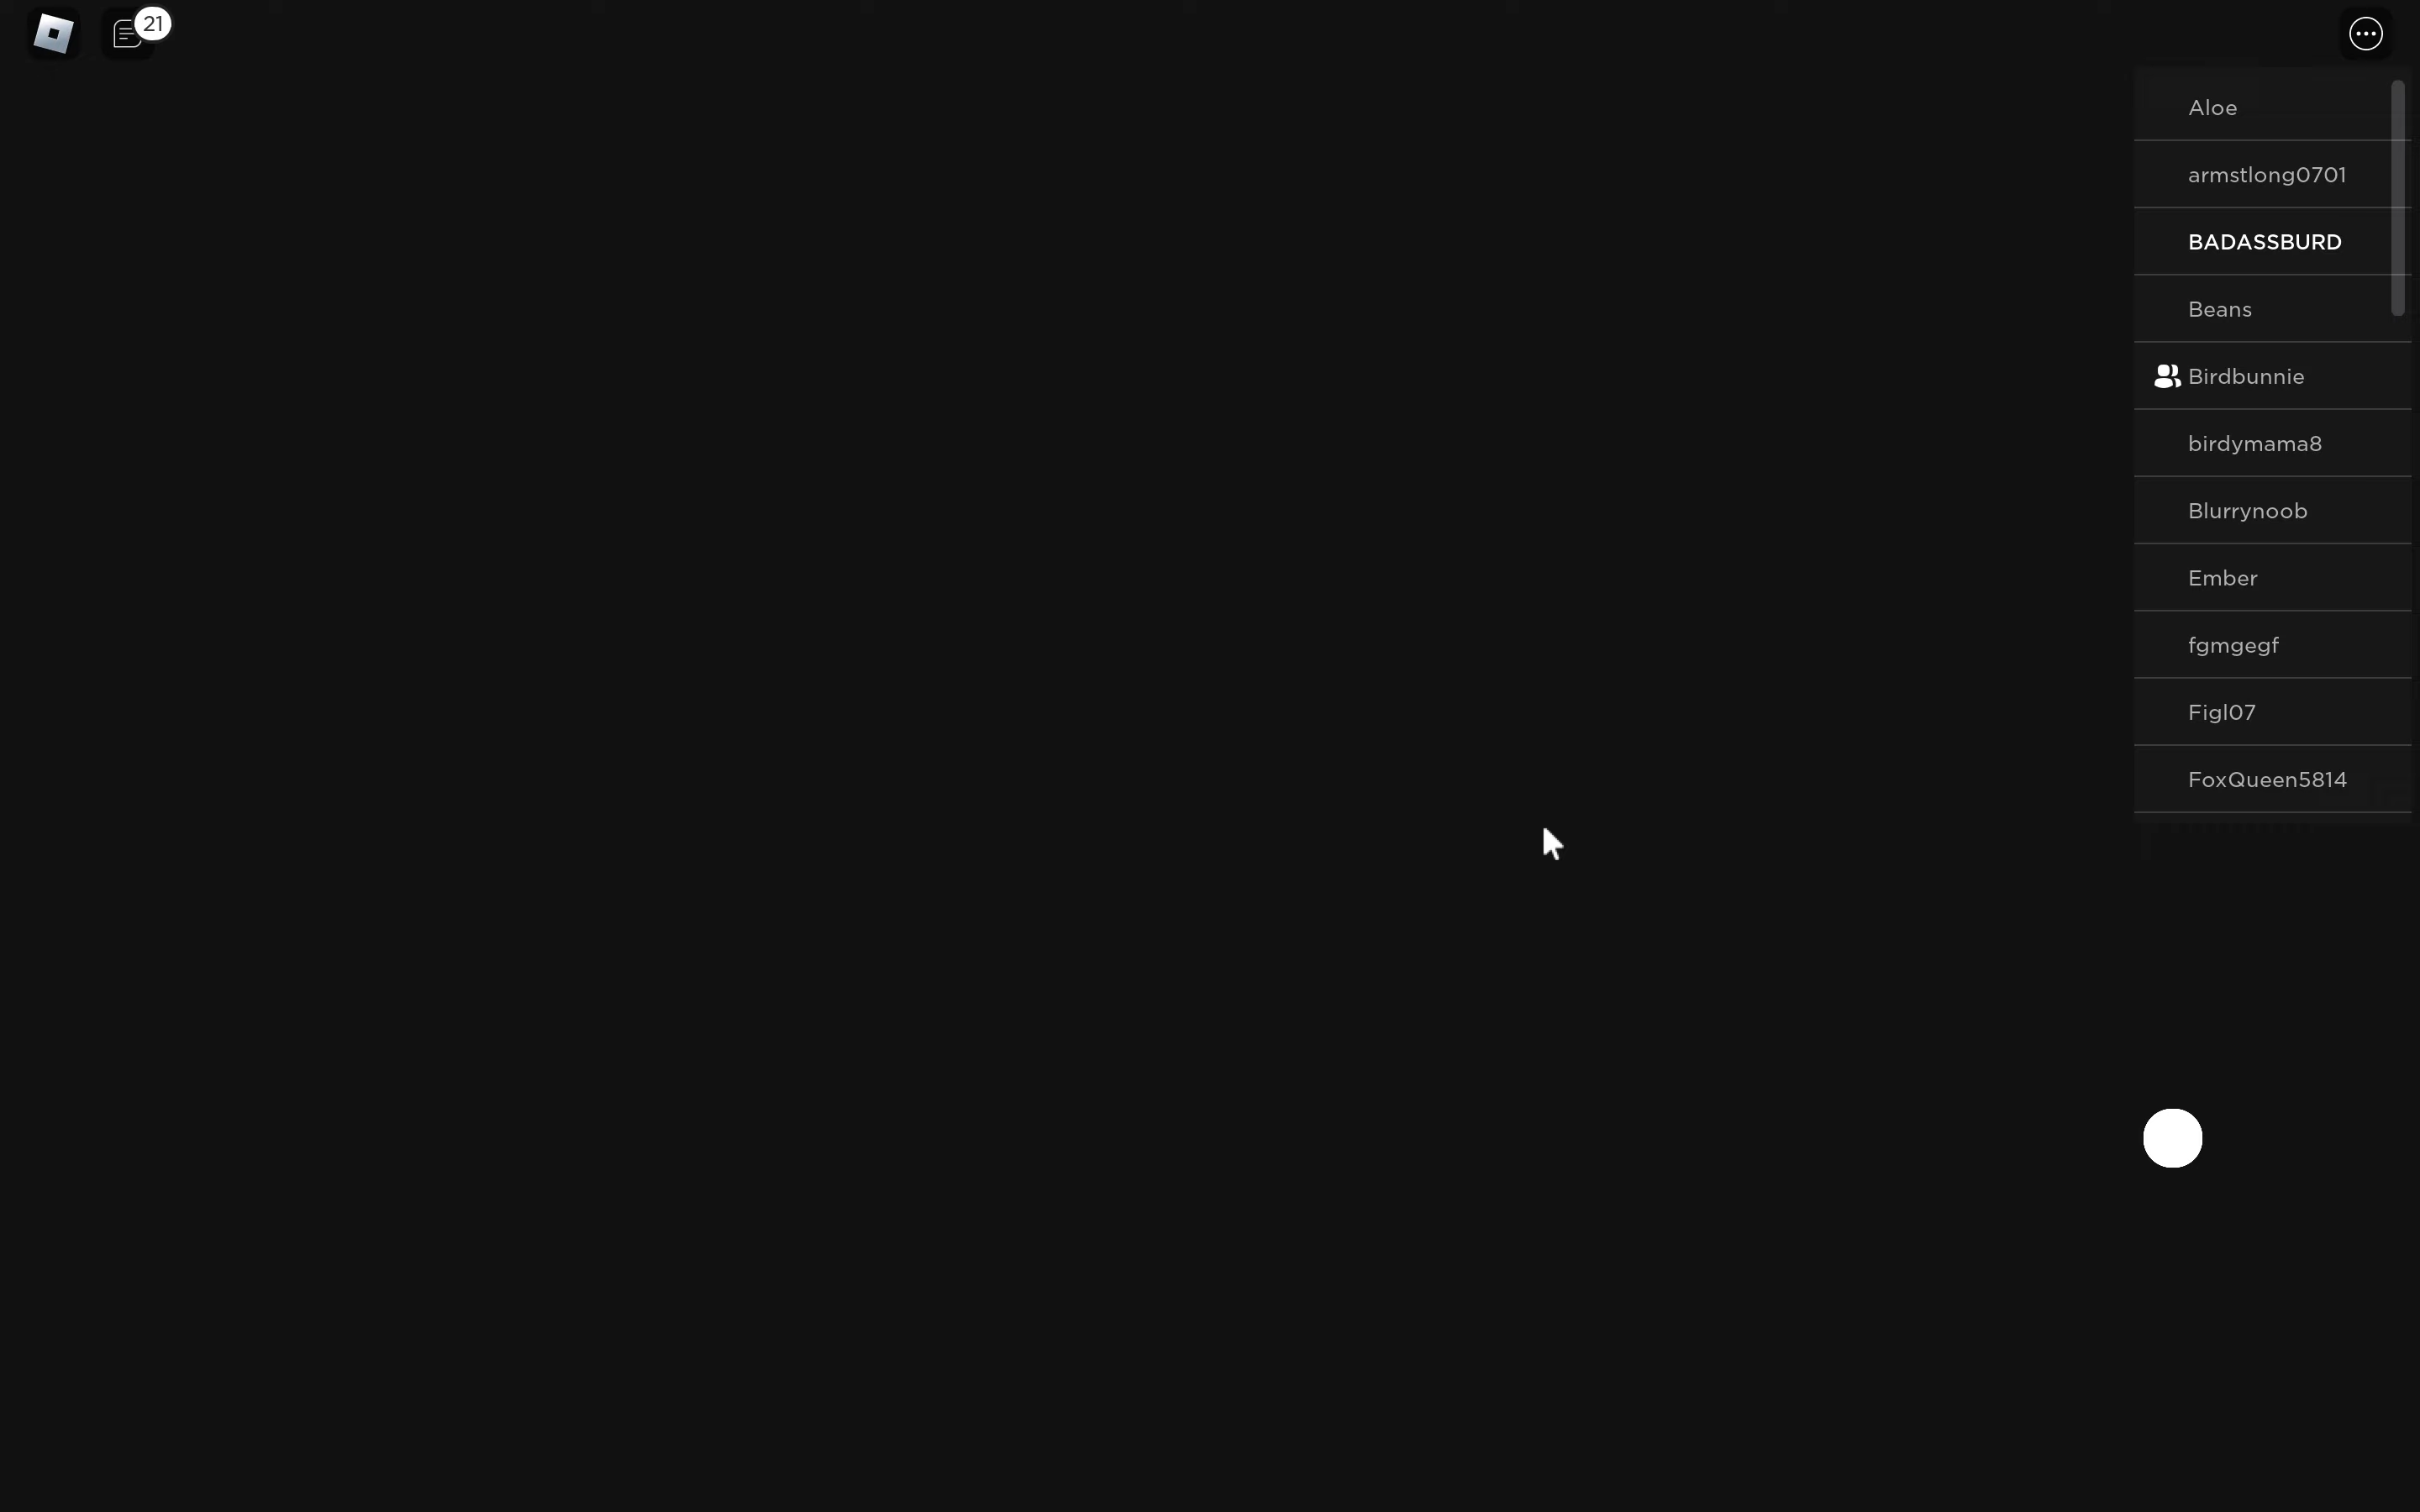 21
Aloe
armstlong0701
BADASSBURD
Beans
Birdbunnie
birdymama8
Blurrynoob
Ember
fgmgegf
Figl07
FoxQueen5814